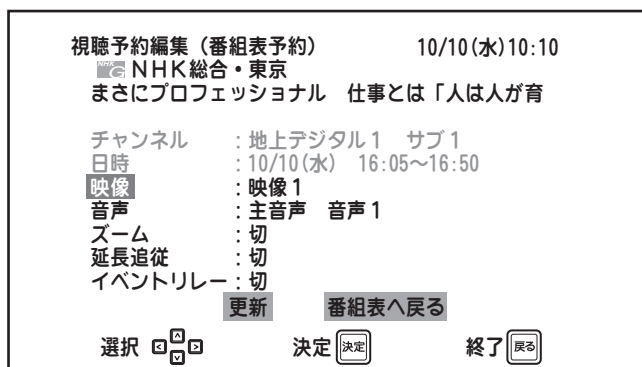 視聴予約編集（番組表予約） 10/10(水)10:10
NHK G NHK総合・東京
まさにプロフェッショナル 仕事とは「人は人が育
チャンネル ：地上デジタル1 サブ1
日時 ：10/10(水) 16:05～16:50
映像 ：映像1
音声 ：主音声 音声1
ズーム ：切
延長追従 ：切
イベントリレー：切
更新 番組表へ戻る
選択 決定 決定 終了 戻る